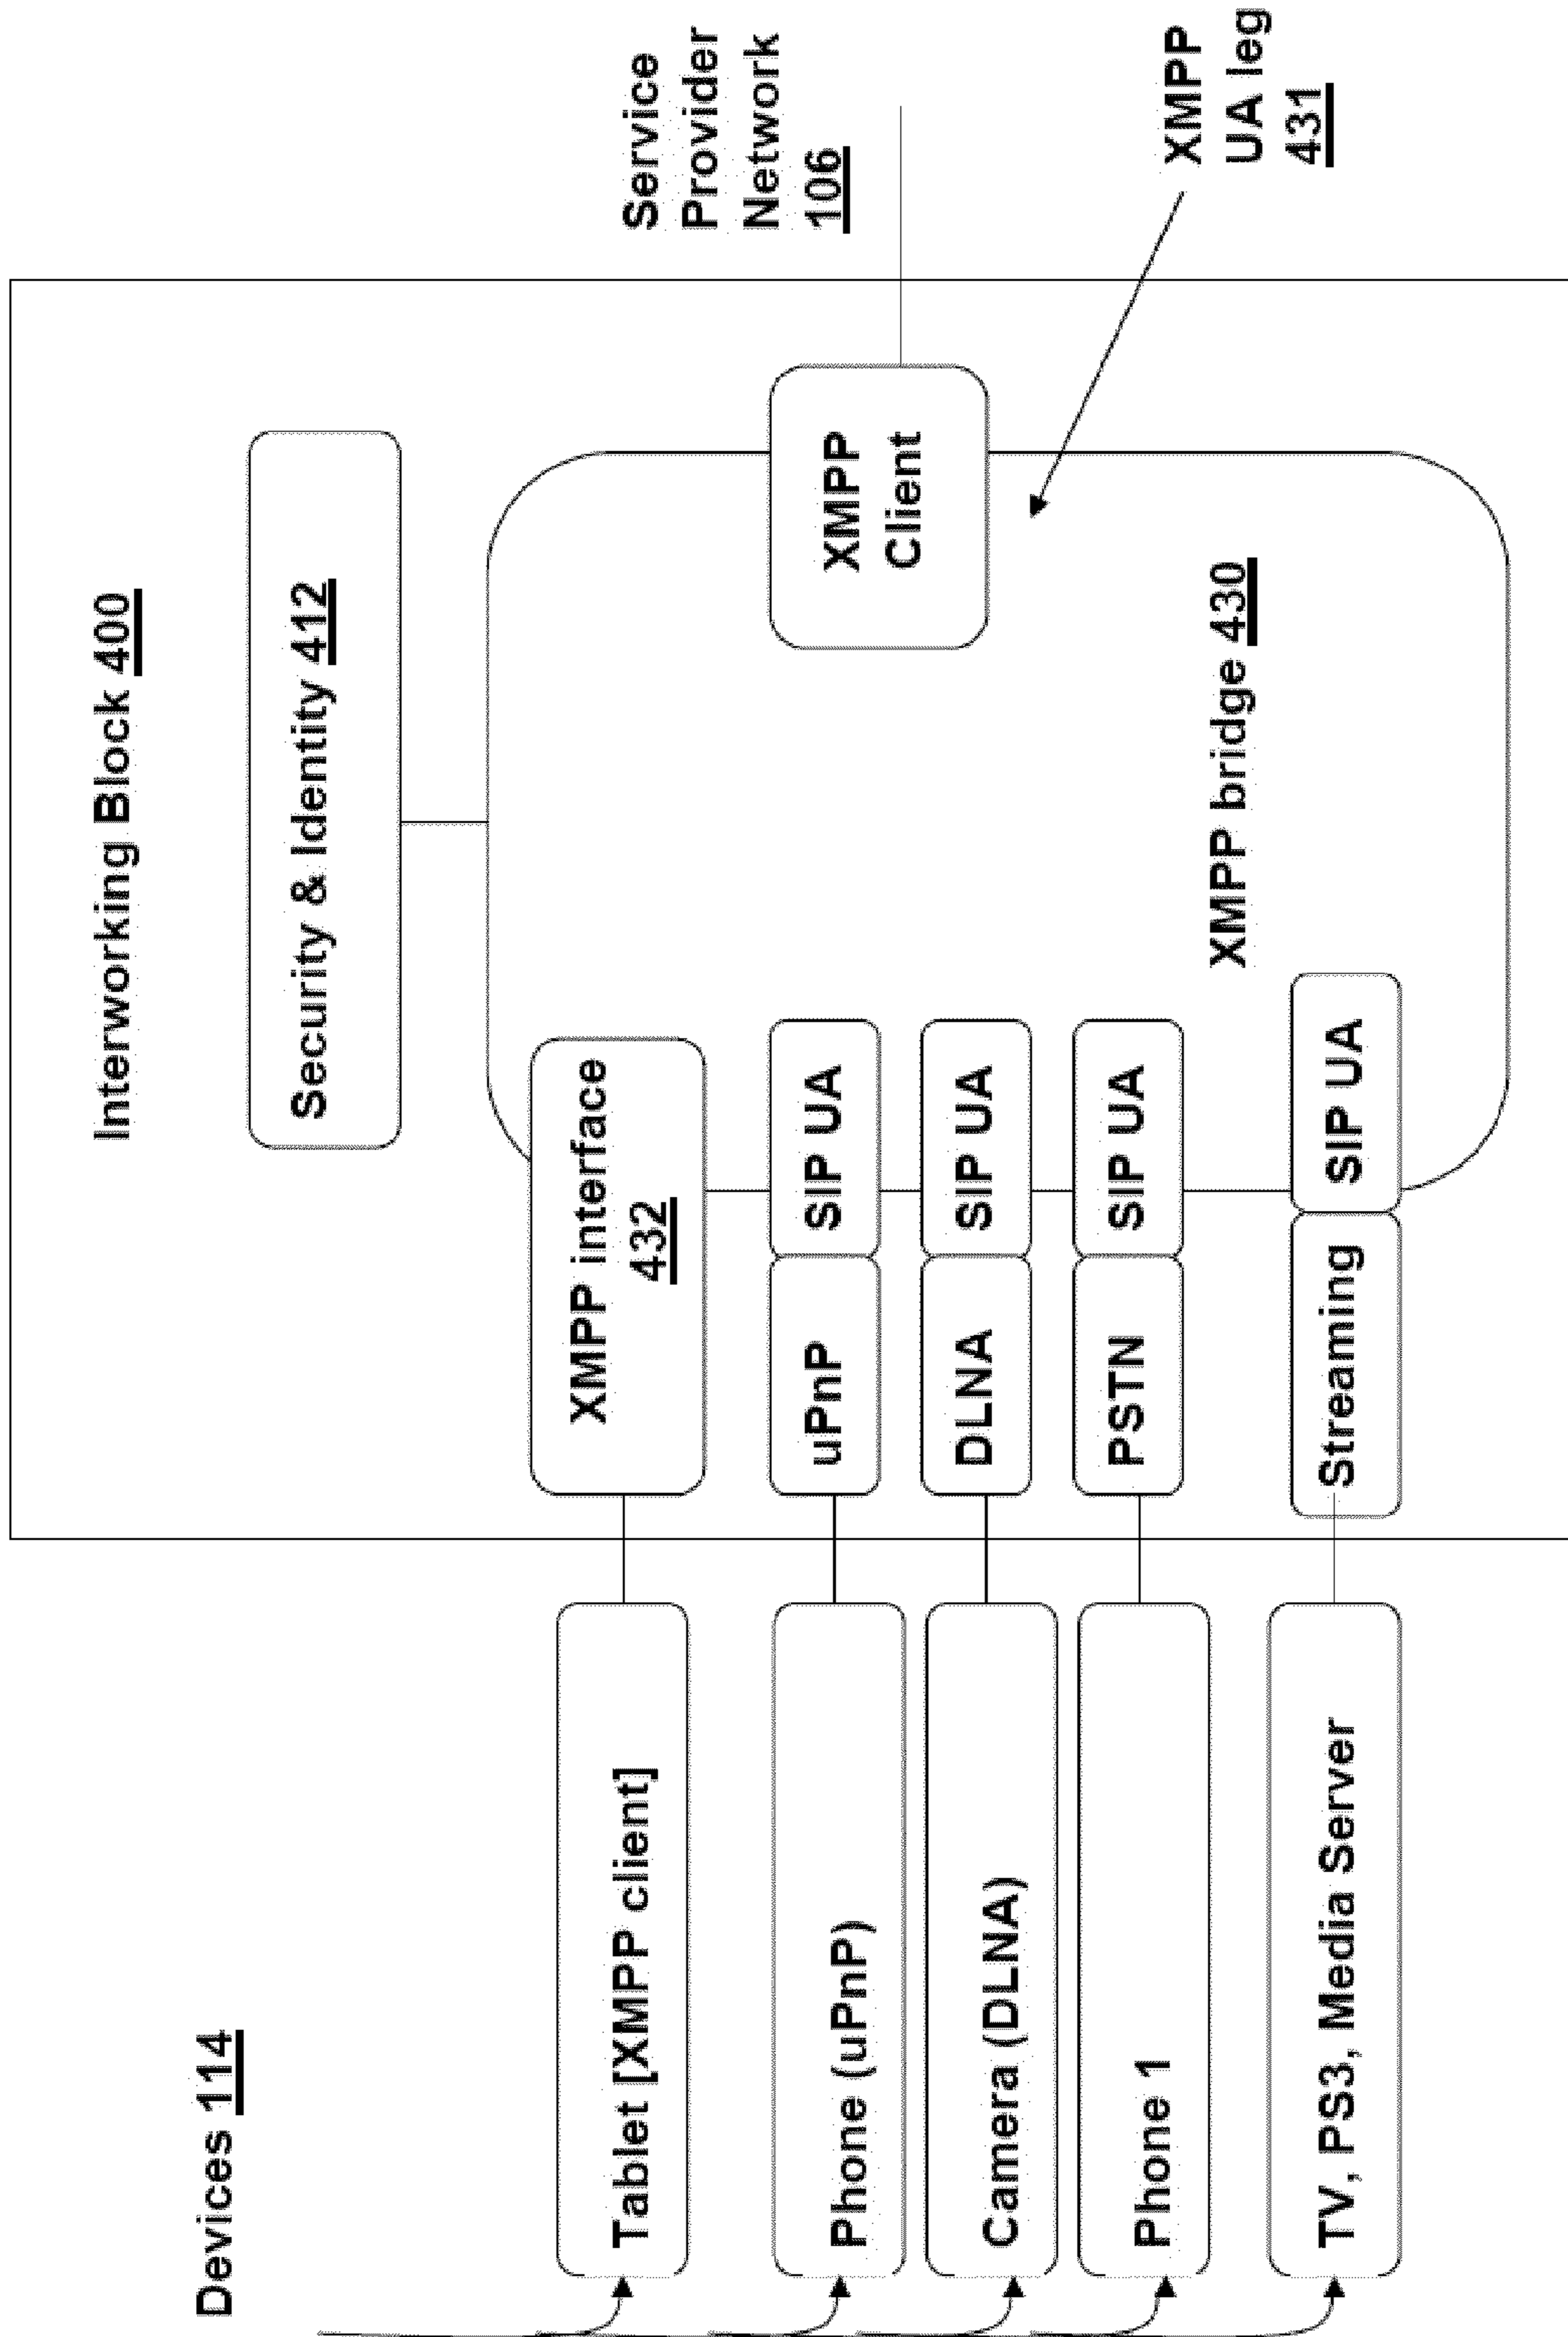 Interworking Block 400
Devices 114
Security & Identity 412
Tablet [XMPP client]
XMPP interface
432
Phone (uPnP)
uPnP
SIP UA
XMPP
Client
Service
Provider
Network
106
Camera (DLNA)
DLNA
SIP UA
Phone 1
PSTN
SIP UA
XMPP bridge 430
XMPP
UA leg
431
TV, PS3, Media Server
Streaming
SIP UA